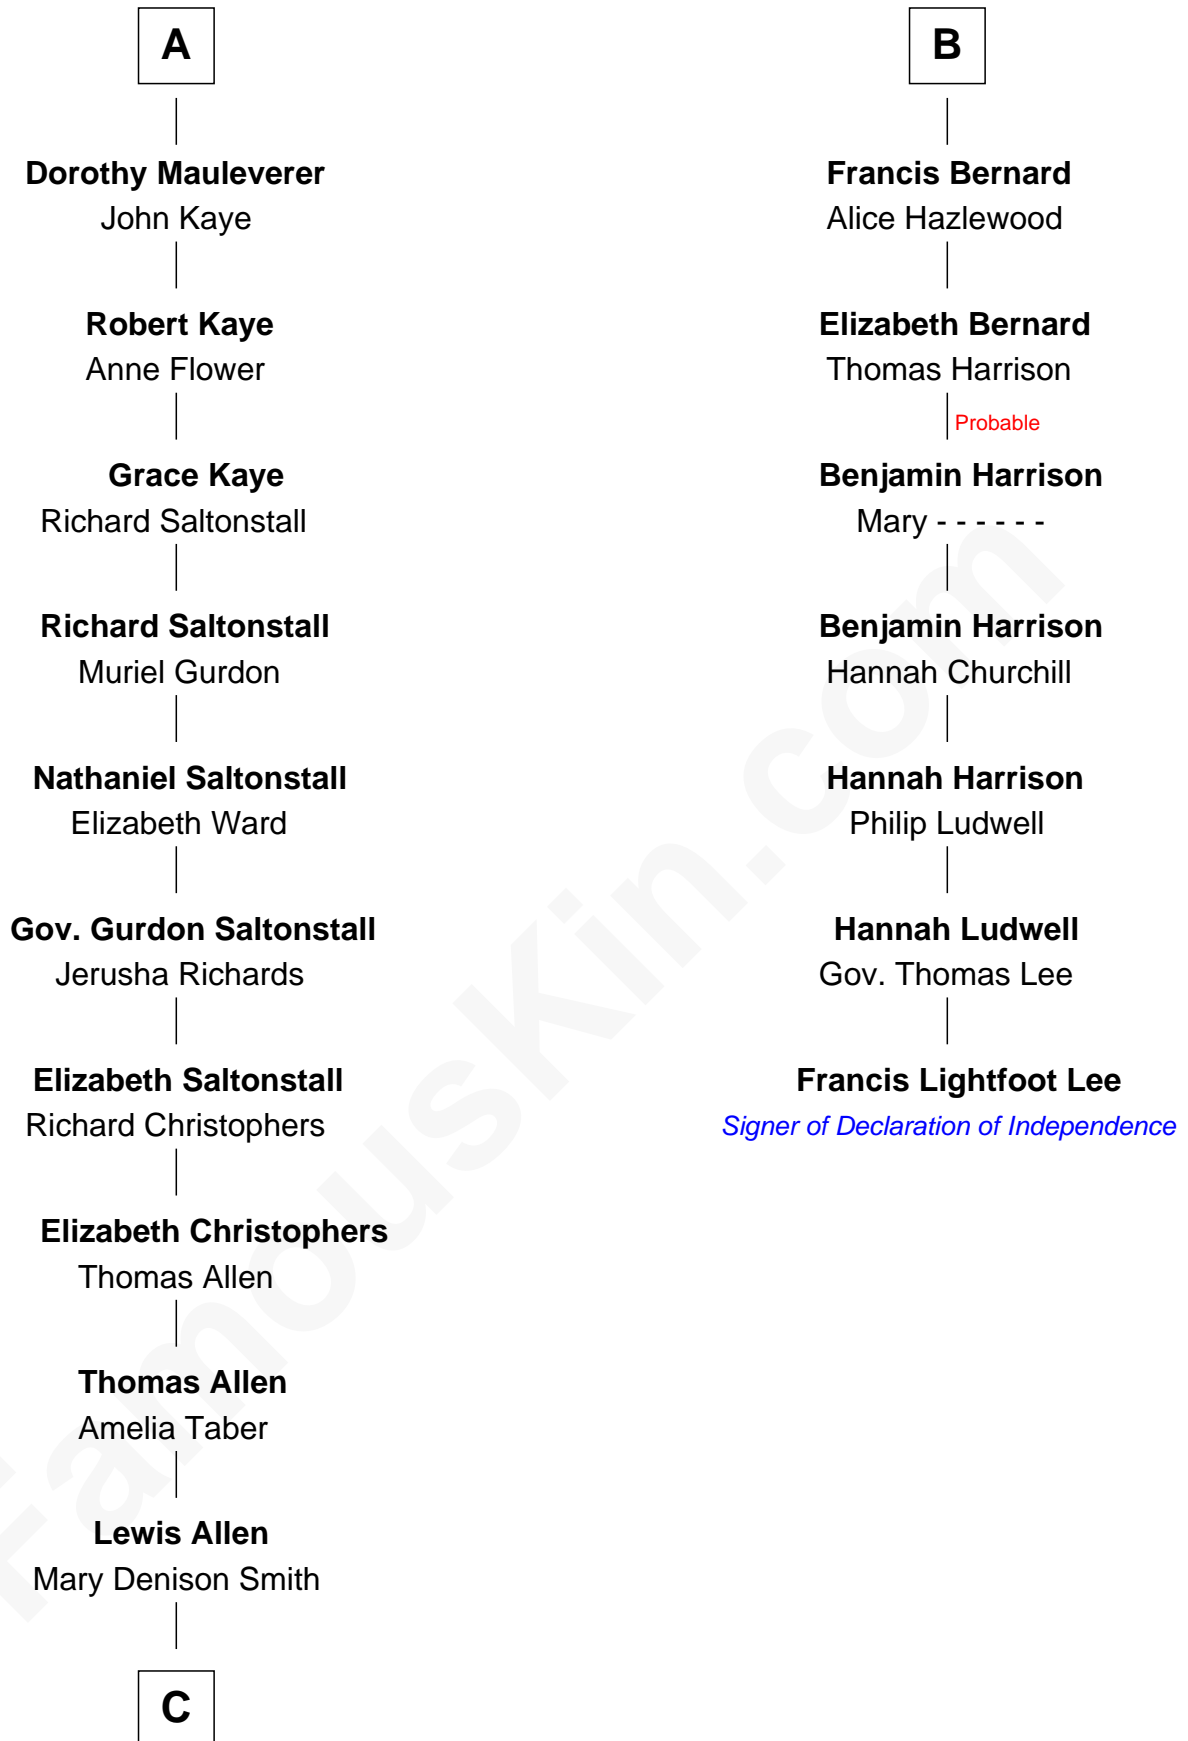 A
Dorothy Mauleverer
John Kaye
Robert Kaye
Anne Flower
Grace Kaye
Richard Saltonstall
Richard Saltonstall
Muriel Gurdon
Nathaniel Saltonstall
Elizabeth Ward
Gov. Gurdon Saltonstall
Jerusha Richards
Elizabeth Saltonstall
Richard Christophers
Elizabeth Christophers
Thomas Allen
Thomas Allen
Amelia Taber
Lewis Allen
Mary Denison Smith
C
B
Francis Bernard
Alice Hazlewood
Elizabeth Bernard
Thomas Harrison
Probable
Benjamin Harrison
Mary - - - - - -
Benjamin Harrison
Hannah Churchill
Hannah Harrison
Philip Ludwell
Hannah Ludwell
Gov. Thomas Lee
Francis Lightfoot Lee
Signer of Declaration of Independence
FamousKin.com